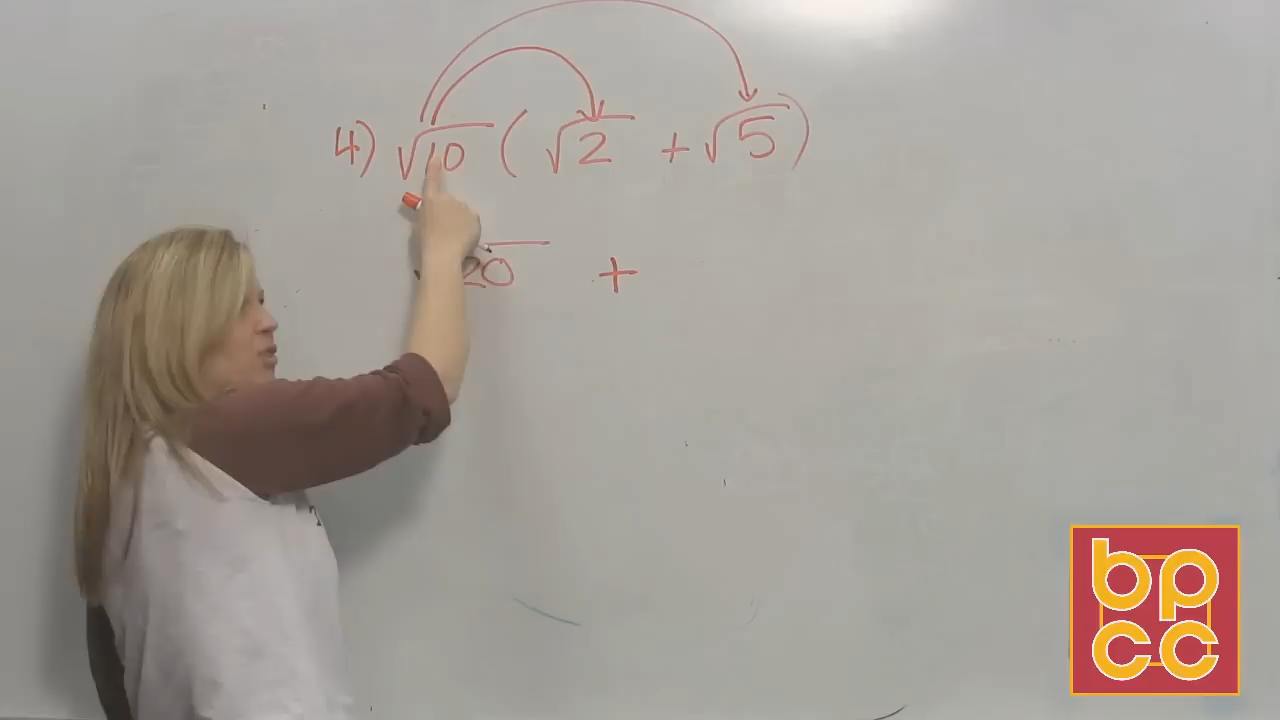 4) √10 ( √2 + √5 )
20 +
bp
cc